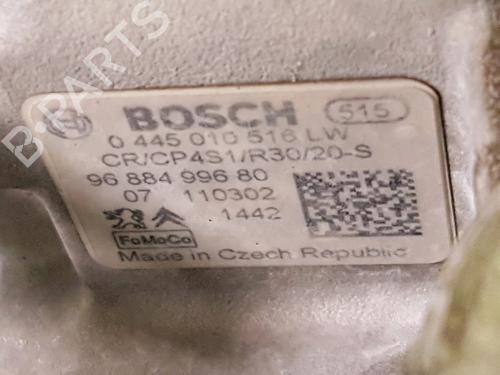 B-PARTS
BOSCH 515
0 445 010 516 LW
CR/CP4S1/R30/20-S
96 884 996 80
07 110302
1442
FoMoCo
Made in Czech Republic